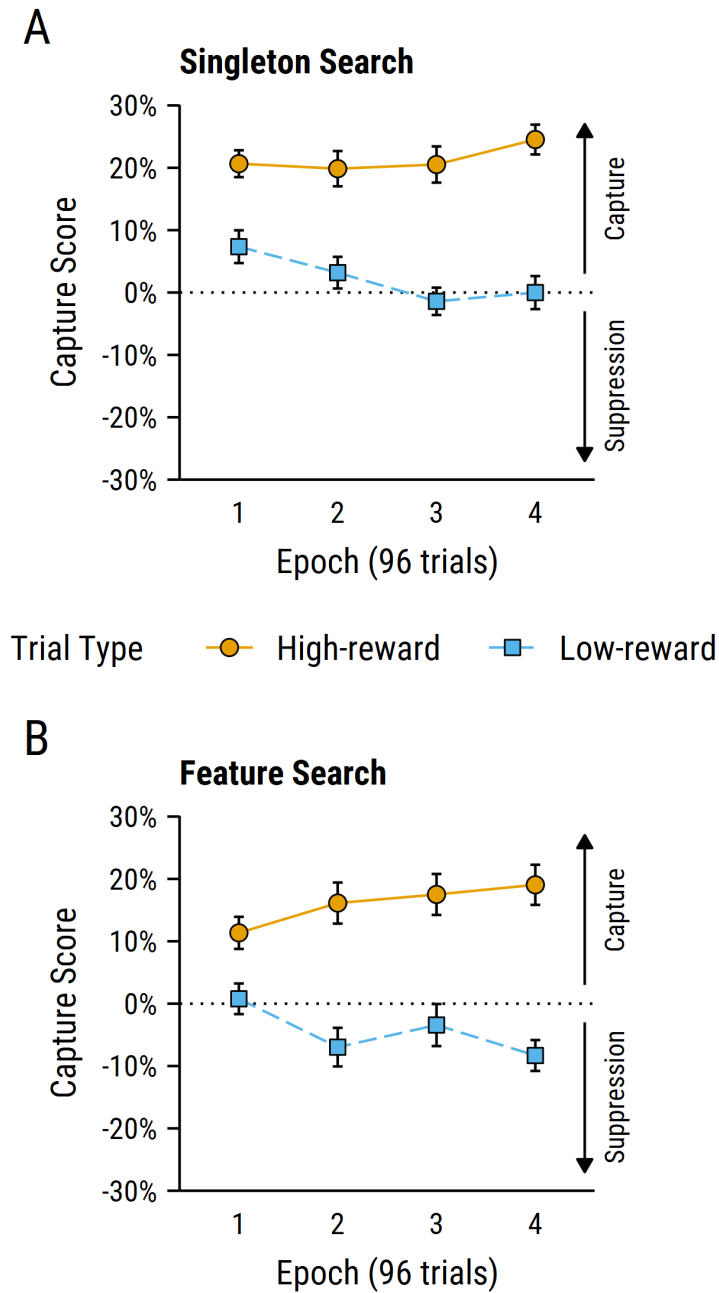 A
Singleton Search
30%
20%
10%
0%
-10%
-20%
-30%
Capture Score
Capture
Suppression
1 2 3 4
Epoch (96 trials)
Trial Type High-reward Low-reward
B
Feature Search
30%
20%
10%
0%
-10%
-20%
-30%
Capture Score
Capture
Suppression
1 2 3 4
Epoch (96 trials)